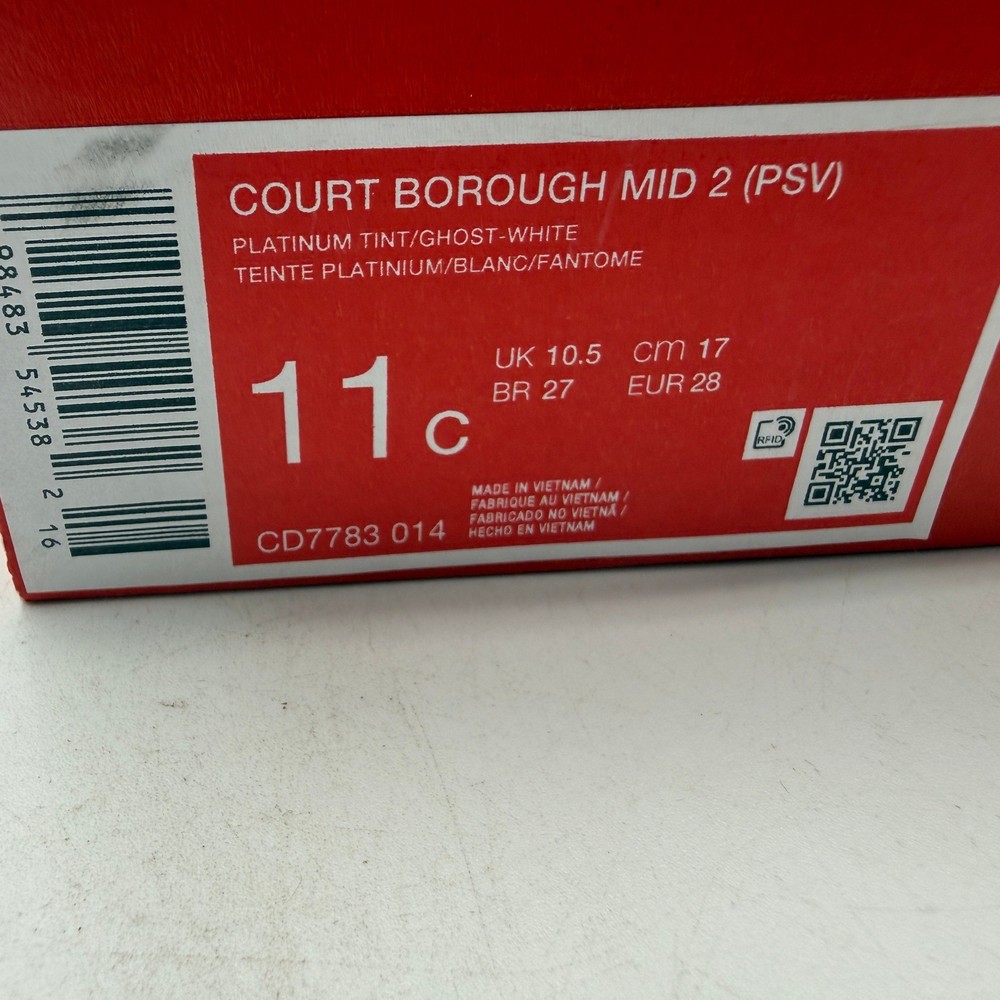 COURT BOROUGH MID 2 (PSV)
PLATINUM TINT/GHOST-WHITE
TEINTE PLATINIUM/BLANC/FANTOME
11c
UK 10.5 cm 17
BR 27 EUR 28
RFID
MADE IN VIETNAM /
FABRIQUE AU VIETNAM /
FABRICADO NO VIETNÃ /
HECHO EN VIETNAM
CD7783 014
98483 54538 2 16